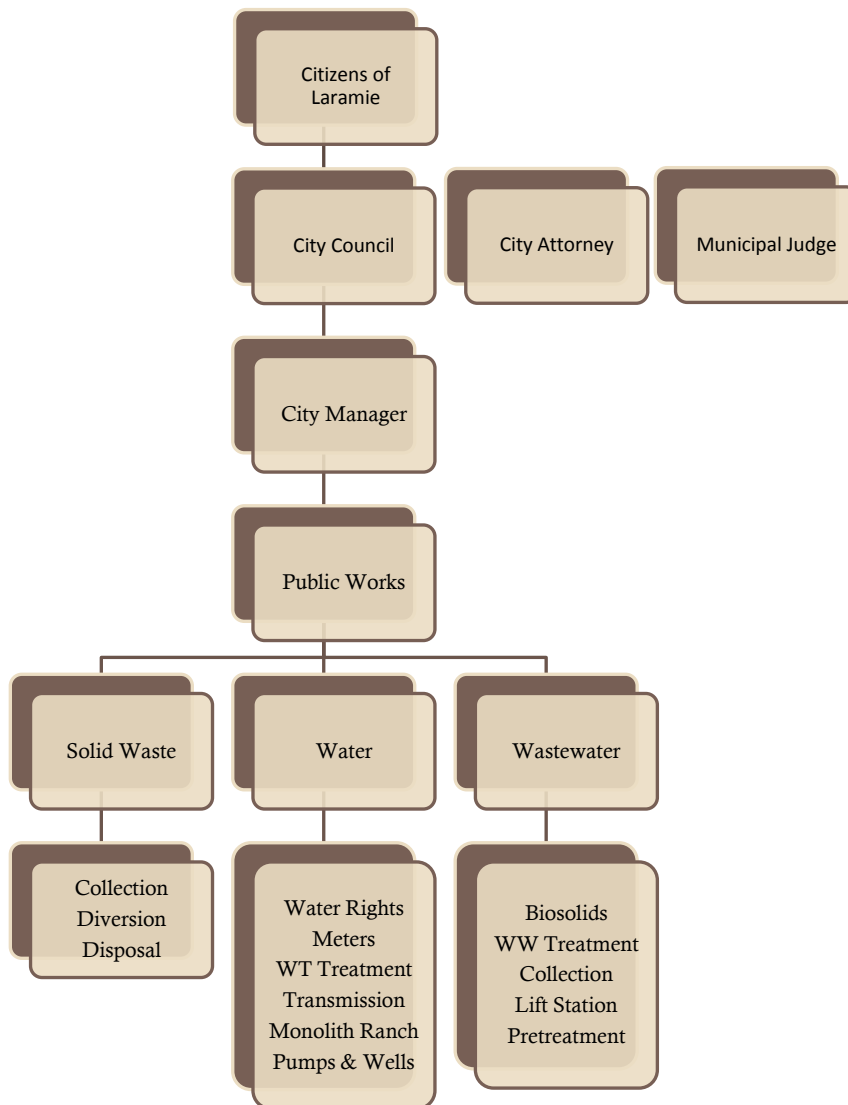 Citizens of
Laramie
City Council
City Attorney
Municipal Judge
City Manager
Public Works
Solid Waste
Water
Wastewater
Collection
Diversion
Disposal
Water Rights
Meters
WT Treatment
Transmission
Monolith Ranch
Pumps & Wells
Biosolids
WW Treatment
Collection
Lift Station
Pretreatment